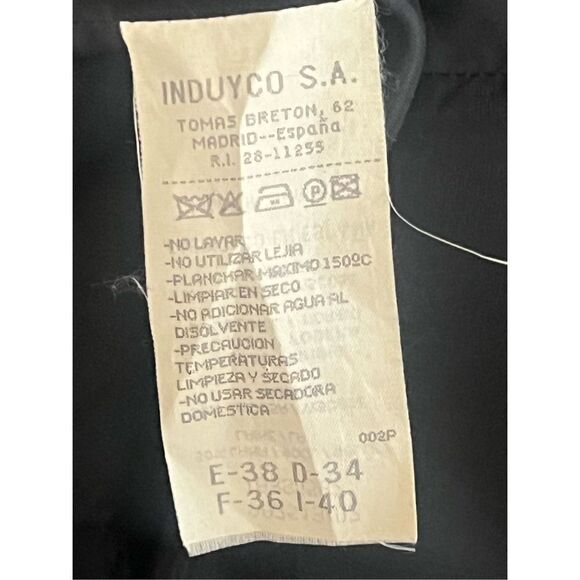 INDUYCO S.A.
TOMAS BRETON, 62
MADRID--España
R.I. 28-11255
-NO LAVAR
-NO UTILIZAR LEJIA
-PLANCHAR MAXIMO 150ºC
-LIMPIAR EN SECO
-NO ADICIONAR AGUA AL
DISOLVENTE
-PRECAUCION
TEMPERATURAS
LIMPIEZA Y SECADO
-NO USAR SECADORA
DOMESTICA
002P
E-38 D-34
F-36 I-40